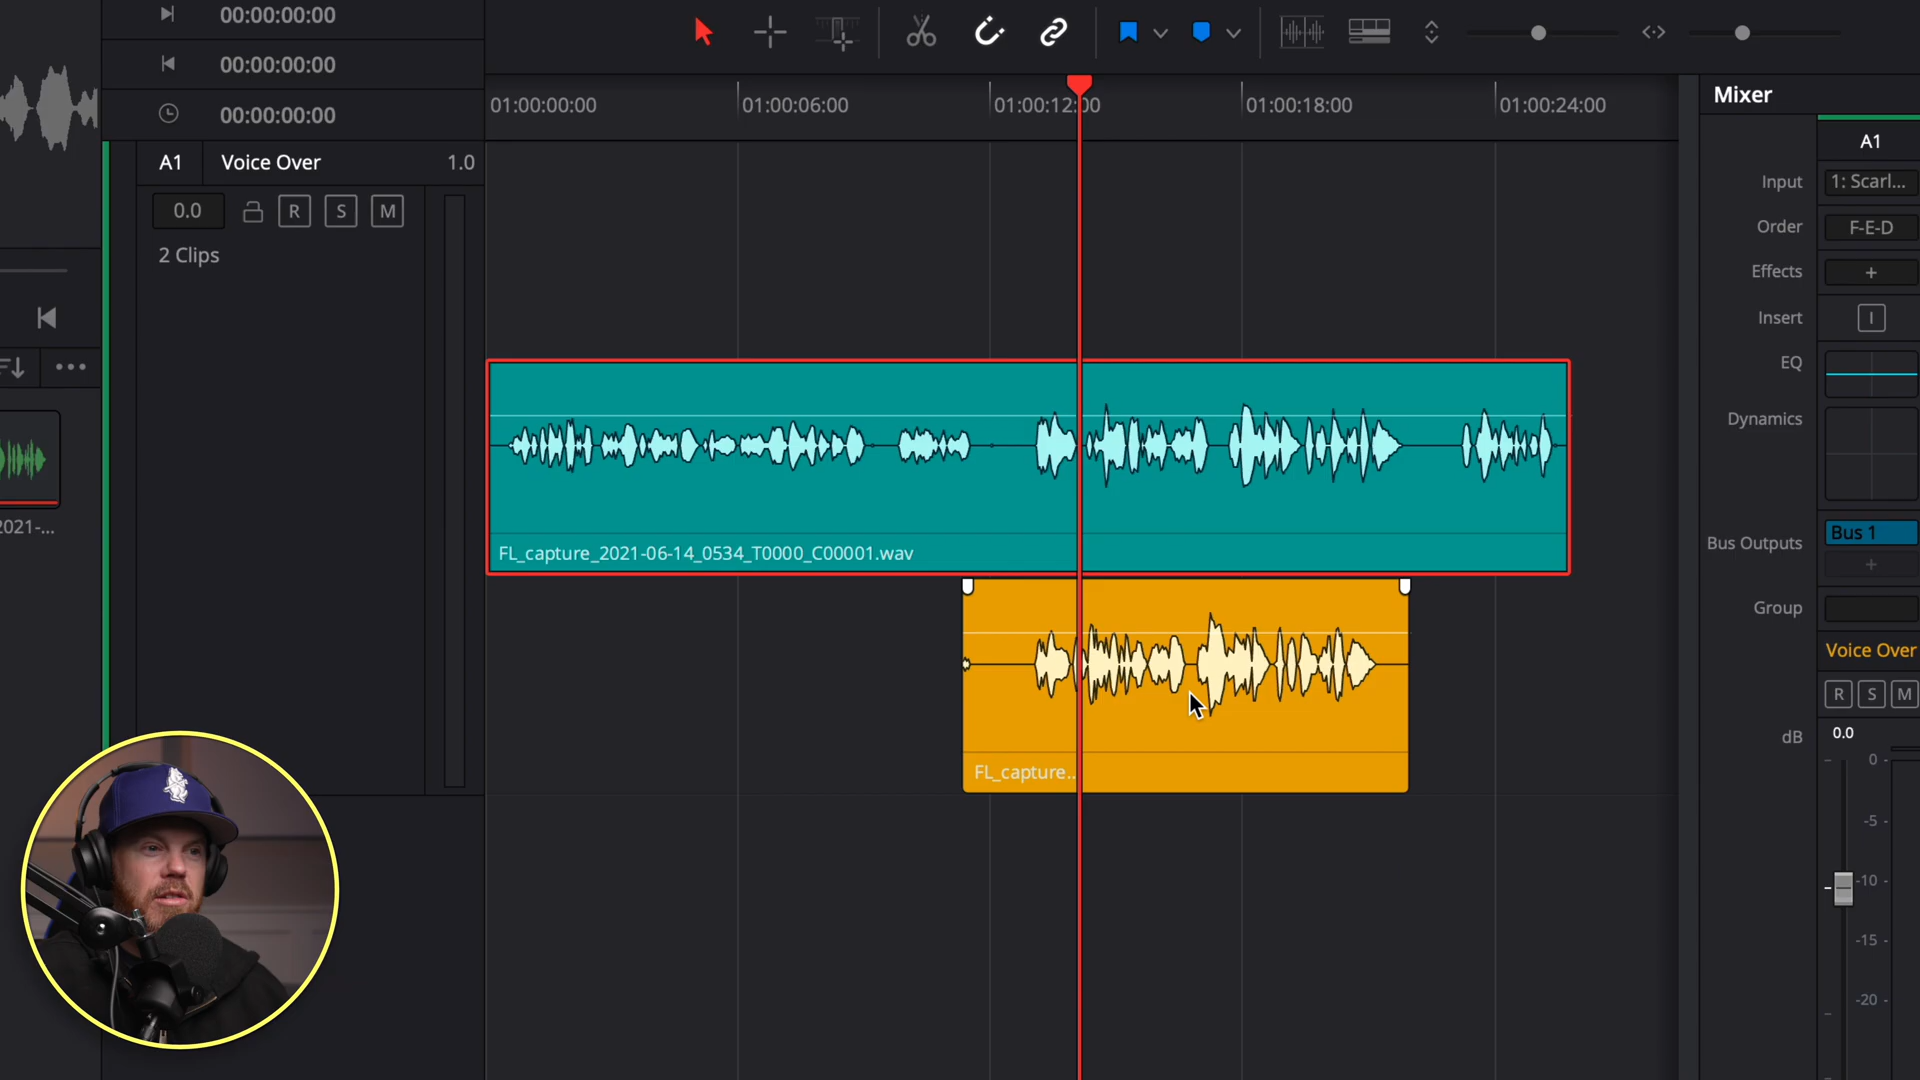 00:00:00:00
00:00:00:00
00:00:00:00
01:00:00:00 01:00:06:00 01:00:12:00 01:00:18:00 01:00:24:00
A1 Voice Over 1.0
0.0 R S M
2 Clips
2021-...
FL_capture_2021-06-14_0534_T0000_C00001.wav
FL_capture...
Mixer
A1
Input 1: Scarl...
Order F-E-D
Effects +
Insert I
EQ
Dynamics
Bus Outputs Bus 1
+
Group
Voice Over
R S M
dB 0.0
0 -
-5 -
-10 -
-15 -
-20 -